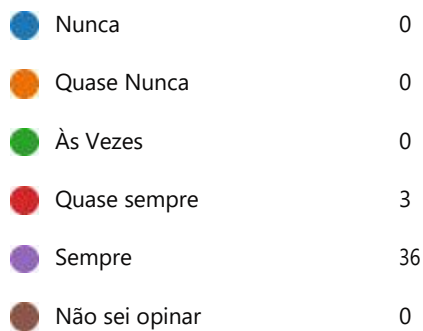 Nunca 0
Quase Nunca 0
Às Vezes 0
Quase sempre 3
Sempre 36
Não sei opinar 0